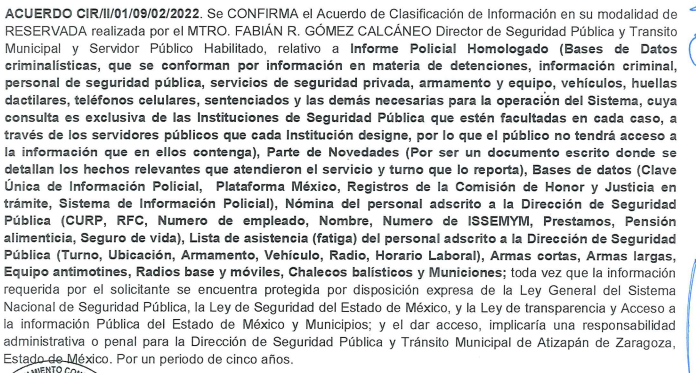 ACUERDO CIR/II/01/09/02/2022. Se CONFIRMA el Acuerdo de Clasificación de Información en su modalidad de
RESERVADA realizada por el MTRO. FABIÁN R. GÓMEZ CALCÁNEO Director de Seguridad Pública y Transito
Municipal y Servidor Público Habilitado, relativo a Informe Policial Homologado (Bases de Datos
criminalísticas, que se conforman por información en materia de detenciones, información criminal,
personal de seguridad pública, servicios de seguridad privada, armamento y equipo, vehículos, huellas
dactilares, teléfonos celulares, sentenciados y las demás necesarias para la operación del Sistema, cuya
consulta es exclusiva de las Instituciones de Seguridad Pública que estén facultadas en cada caso, a
través de los servidores públicos que cada Institución designe, por lo que el público no tendrá acceso a
la información que en ellos contenga), Parte de Novedades (Por ser un documento escrito donde se
detallan los hechos relevantes que atendieron el servicio y turno que lo reporta), Bases de datos (Clave
Única de Información Policial, Plataforma México, Registros de la Comisión de Honor y Justicia en
trámite, Sistema de Información Policial), Nómina del personal adscrito a la Dirección de Seguridad
Pública (CURP, RFC, Numero de empleado, Nombre, Numero de ISSEMYM, Prestamos, Pensión
alimenticia, Seguro de vida), Lista de asistencia (fatiga) del personal adscrito a la Dirección de Seguridad
Pública (Turno, Ubicación, Armamento, Vehículo, Radio, Horario Laboral), Armas cortas, Armas largas,
Equipo antimotines, Radios base y móviles, Chalecos balísticos y Municiones; toda vez que la información
requerida por el solicitante se encuentra protegida por disposición expresa de la Ley General del Sistema
Nacional de Seguridad Pública, la Ley de Seguridad del Estado de México, y la Ley de transparencia y Acceso a
la información Pública del Estado de México y Municipios; y el dar acceso, implicaría una responsabilidad
administrativa o penal para la Dirección de Seguridad Pública y Tránsito Municipal de Atizapán de Zaragoza,
Estado de México. Por un periodo de cinco años.